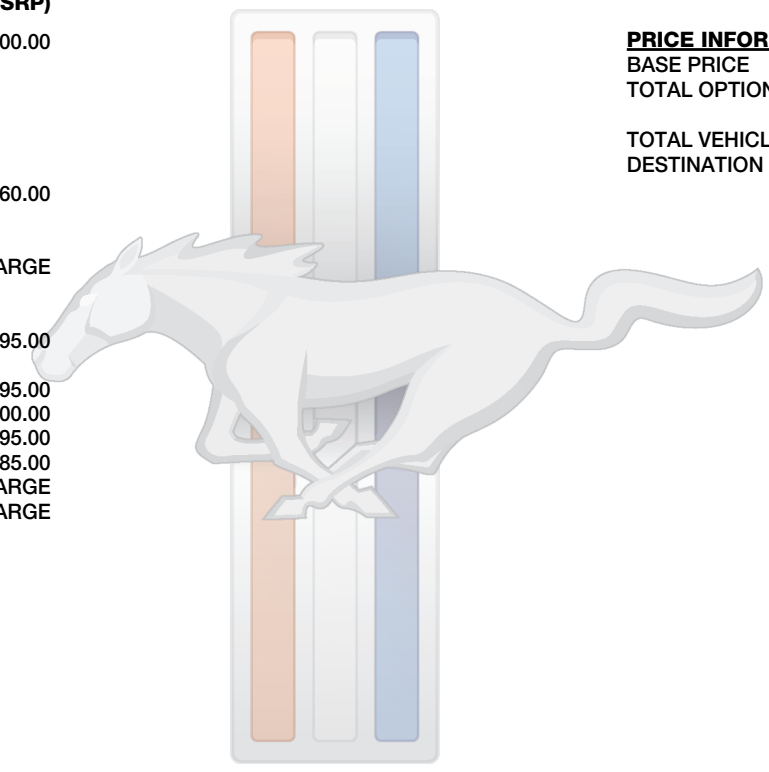 SRP)
00.00
60.00
ARGE
95.00
95.00
00.00
95.00
85.00
ARGE
ARGE
PRICE INFOR
BASE PRICE
TOTAL OPTION
TOTAL VEHICL
DESTINATION